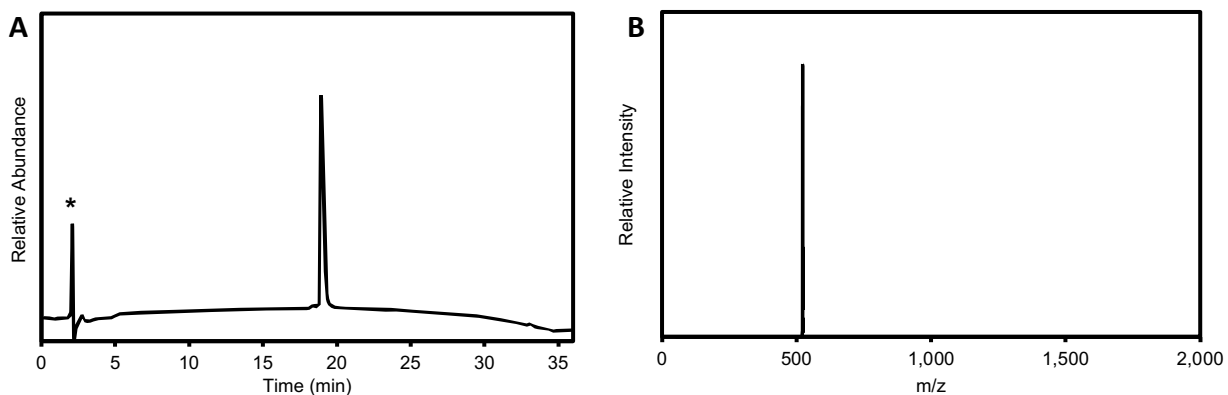 A
Relative Abundance
*
0 5 10 15 20 25 30 35
Time (min)
B
Relative Intensity
0 500 1,000 1,500 2,000
m/z